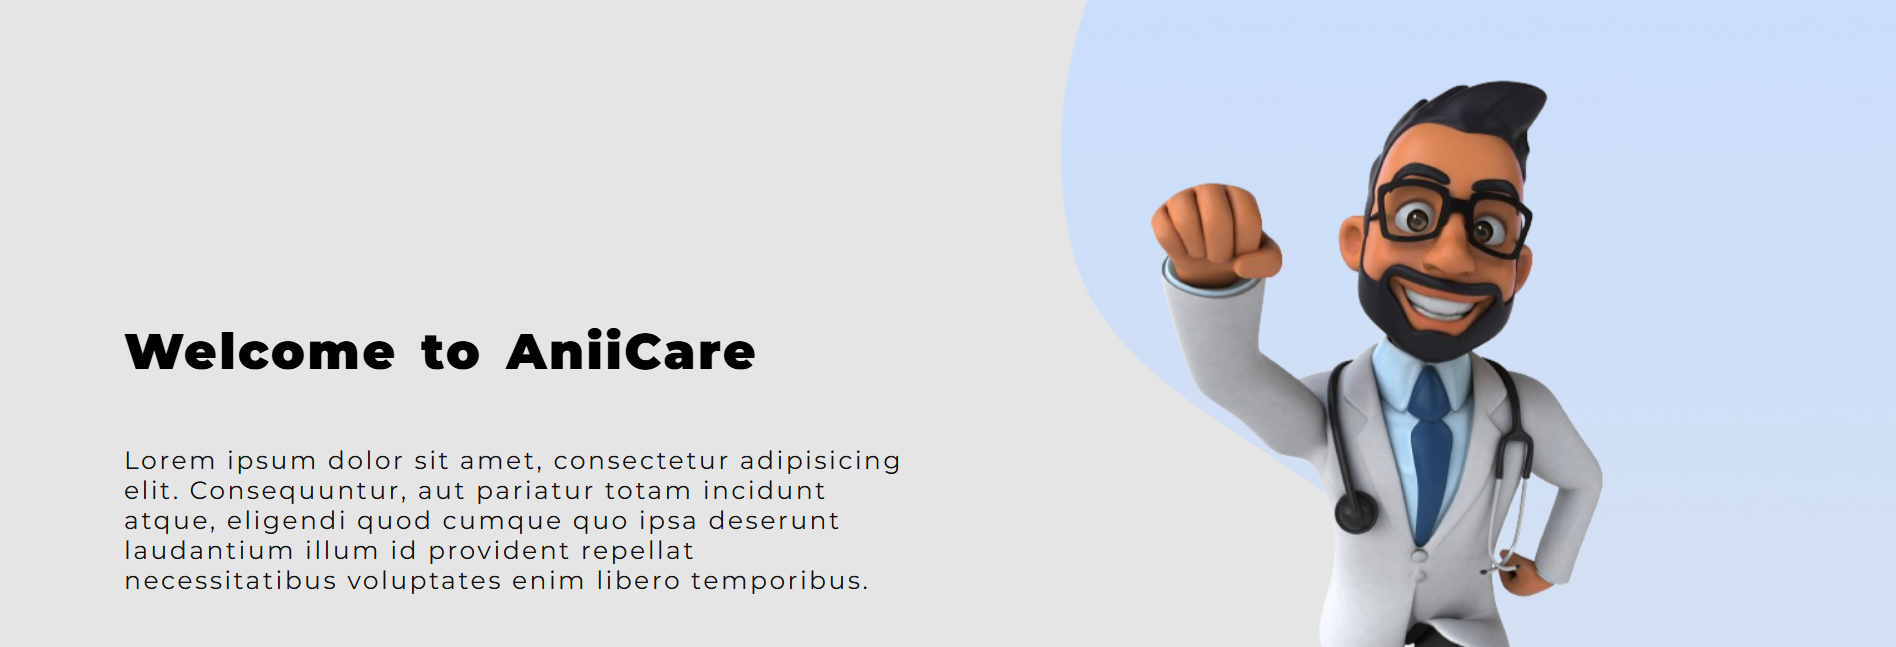 Welcome to AniiCare
Lorem ipsum dolor sit amet, consectetur adipisicing
elit. Consequuntur, aut pariatur totam incidunt
atque, eligendi quod cumque quo ipsa deserunt
laudantium illum id provident repellat
necessitatibus voluptates enim libero temporibus.